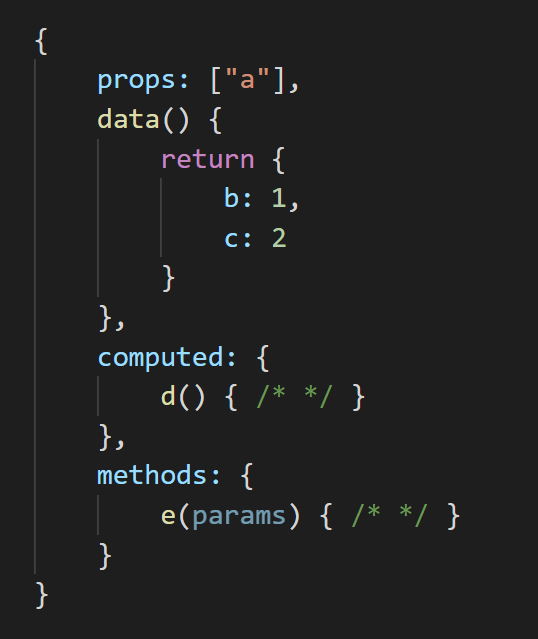 {
    props: ["a"],
    data() {
        return {
            b: 1,
            c: 2
        }
    },
    computed: {
        d() { /* */ }
    },
    methods: {
        e(params) { /* */ }
    }
}